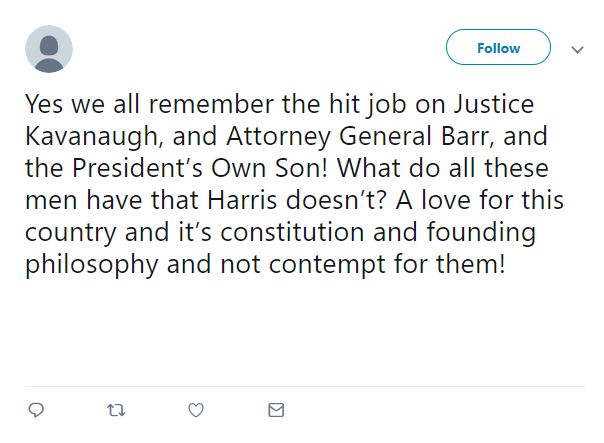 Follow
Yes we all remember the hit job on Justice
Kavanaugh, and Attorney General Barr, and
the President’s Own Son! What do all these
men have that Harris doesn’t? A love for this
country and it’s constitution and founding
philosophy and not contempt for them!